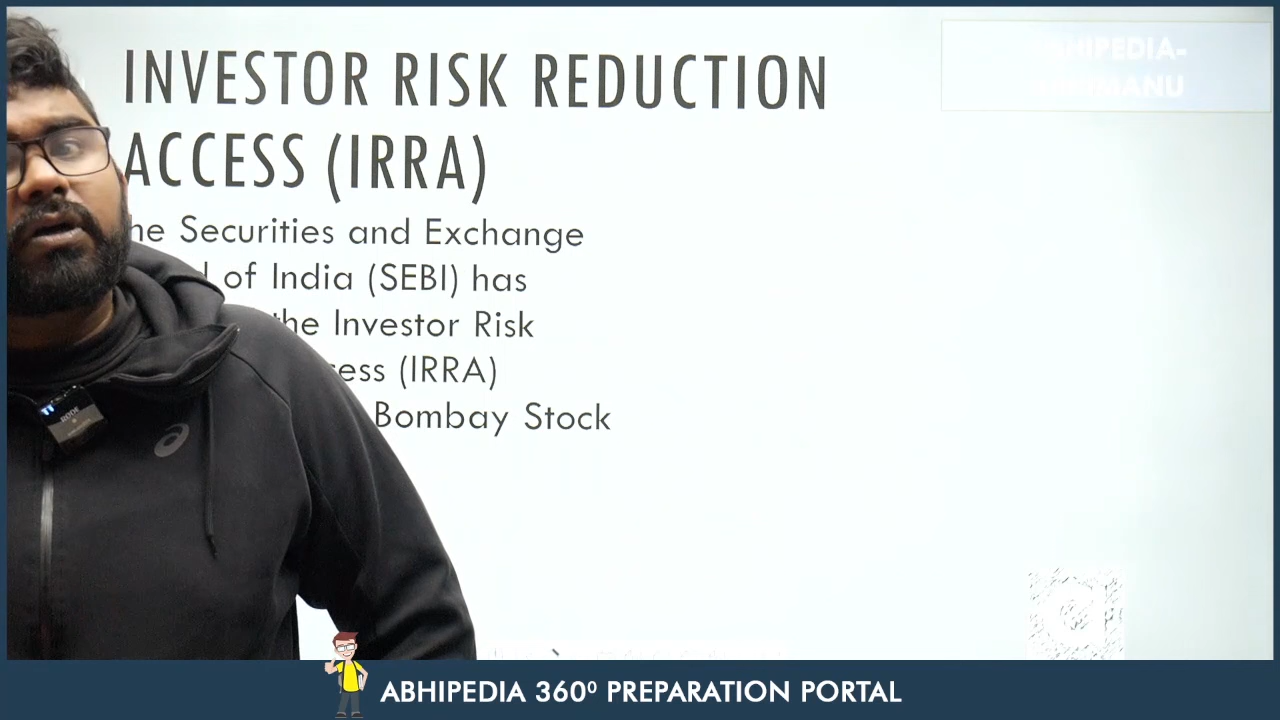 INVESTOR RISK REDUCTION
ACCESS (IRRA)
he Securities and Exchange
of India (SEBI) has
the Investor Risk
ess (IRRA)
Bombay Stock
RODE
ABHIPEDIA 360⁰ PREPARATION PORTAL